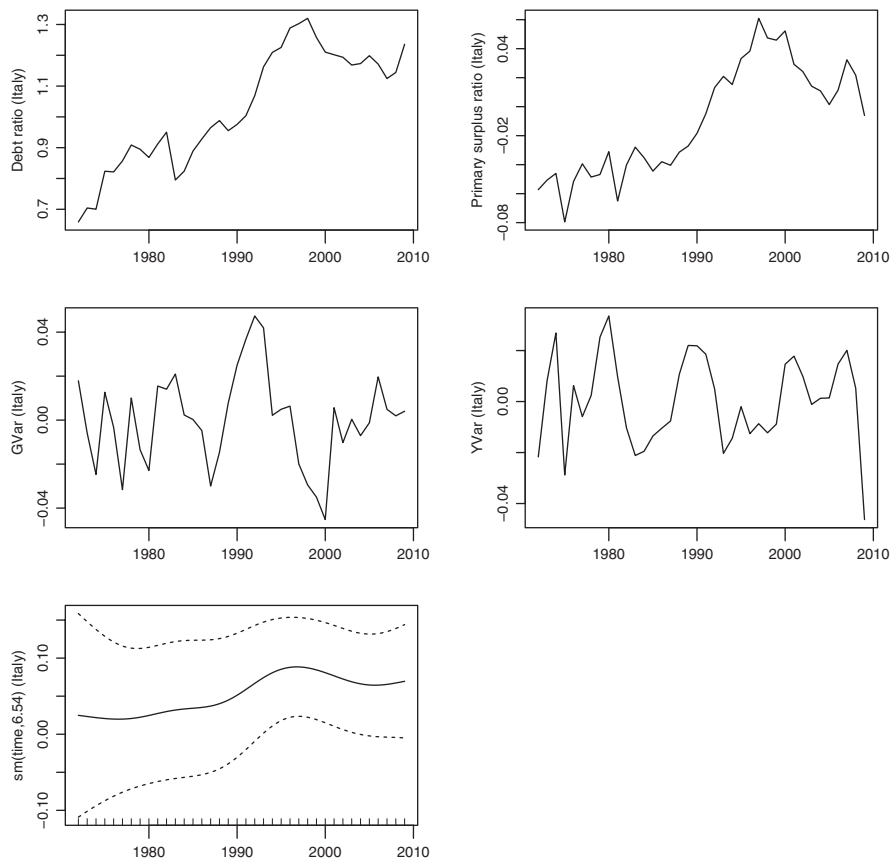 Debt ratio (Italy)
1.3
1.1
0.9
0.7
1980 1990 2000 2010
Primary surplus ratio (Italy)
0.04
−0.02
−0.08
1980 1990 2000 2010
GVar (Italy)
0.04
0.00
−0.04
1980 1990 2000 2010
YVar (Italy)
0.00
−0.04
1980 1990 2000 2010
sm(time,6.54) (Italy)
0.10
0.00
−0.10
1980 1990 2000 2010